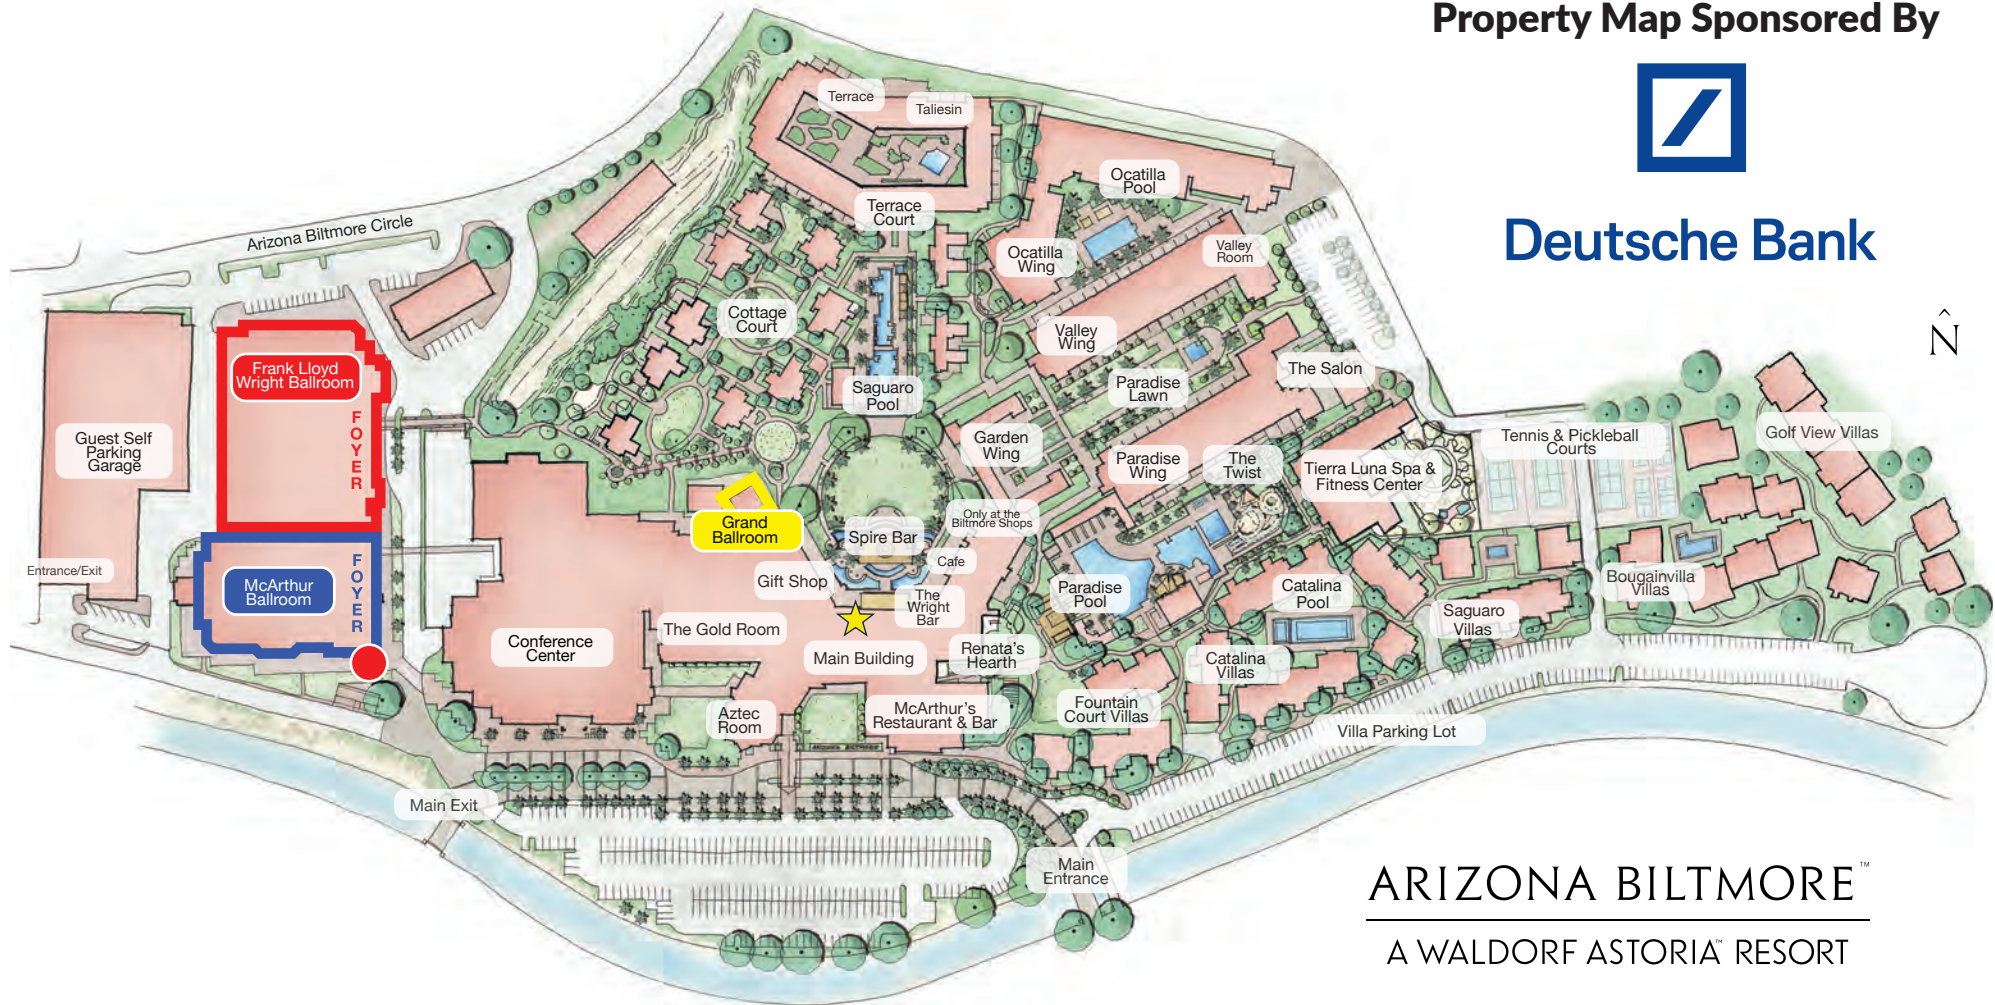 Property Map Sponsored By
Deutsche Bank
N
Terrace
Taliesin
Ocatilla
Pool
Terrace
Court
Arizona Biltmore Circle
Ocatilla
Wing
Valley
Room
Cottage
Court
Valley
Wing
Frank Lloyd
Wright Ballroom
FOYER
The Salon
Paradise
Lawn
Saguaro
Pool
Guest Self
Parking
Garage
Garden
Wing
Paradise
Wing
The
Twist
Tierra Luna Spa &
Fitness Center
Tennis & Pickleball
Courts
Golf View Villas
Grand
Ballroom
Only at the
Biltmore Shops
Spire Bar
Cafe
Entrance/Exit
McArthur
Ballroom
FOYER
Gift Shop
The
Wright
Bar
Paradise
Pool
Catalina
Pool
Bougainvilla
Villas
Saguaro
Villas
The Gold Room
Conference
Center
Main Building
Renata's
Hearth
Catalina
Villas
Aztec
Room
McArthur's
Restaurant & Bar
Fountain
Court Villas
Villa Parking Lot
ARIZONA BILTMORE
Main Exit
Main
Entrance
ARIZONA BILTMORE™
A WALDORF ASTORIA™ RESORT